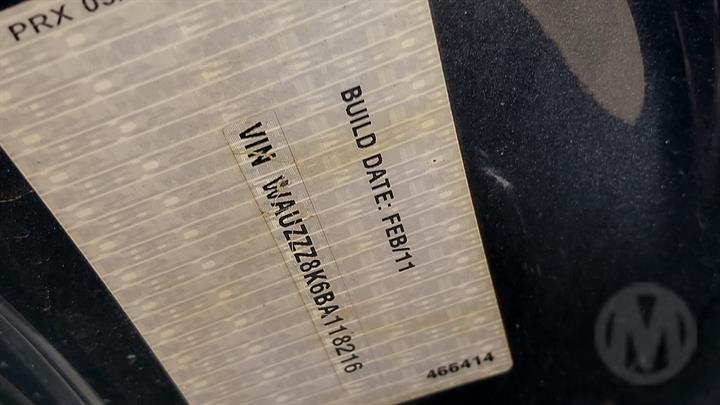 PRX
BUILD DATE: FEB/11
VIN WAUZZZ8K6BA118216
466414
M